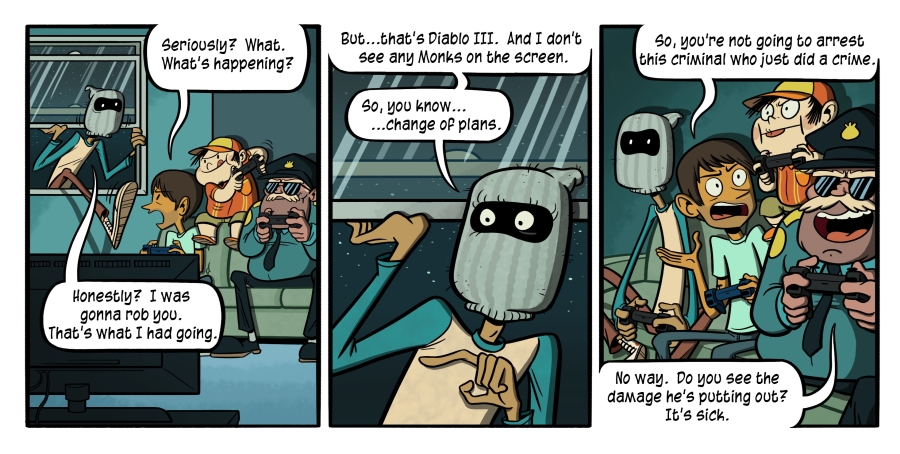 Seriously? What.
What's happening?
Honestly? I was
gonna rob you.
That's what I had going.
But...that's Diablo III. And I don't
see any Monks on the screen.
So, you know...
...change of plans.
So, you're not going to arrest
this criminal who just did a crime.
No way. Do you see the
damage he's putting out?
It's sick.